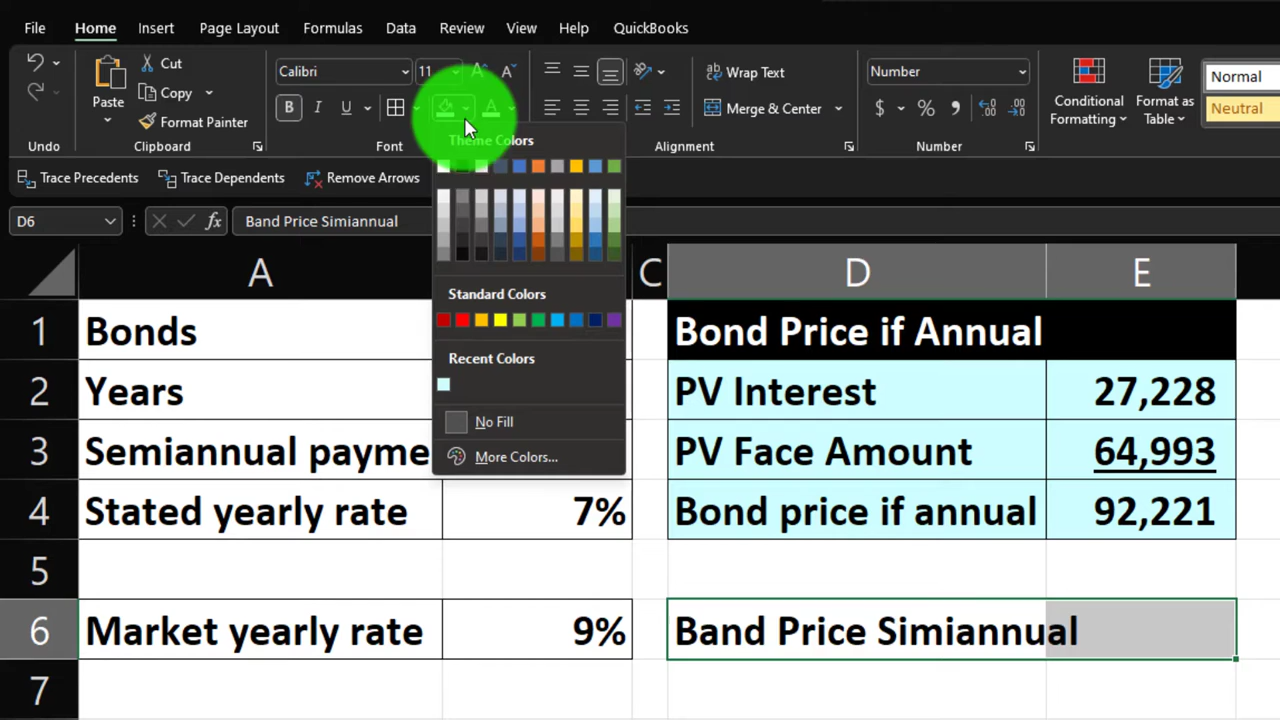 File Home Insert Page Layout Formulas Data Review View Help QuickBooks
Cut
Copy
Format Painter
Paste
Undo
Clipboard
Calibri 11
B I U A
Font
ab Wrap Text
Merge & Center
Alignment
Number
$ % 9
Number
Conditional Formatting
Format as Table
Normal
Neutral
Trace Precedents Trace Dependents Remove Arrows
D6 fx Band Price Simiannual
Theme Colors
Standard Colors
Recent Colors
No Fill
More Colors...
A C D E
1 Bonds Bond Price if Annual
2 Years PV Interest 27,228
3 Semiannual payme PV Face Amount 64,993
4 Stated yearly rate 7% Bond price if annual 92,221
5
6 Market yearly rate 9% Band Price Simiannual
7